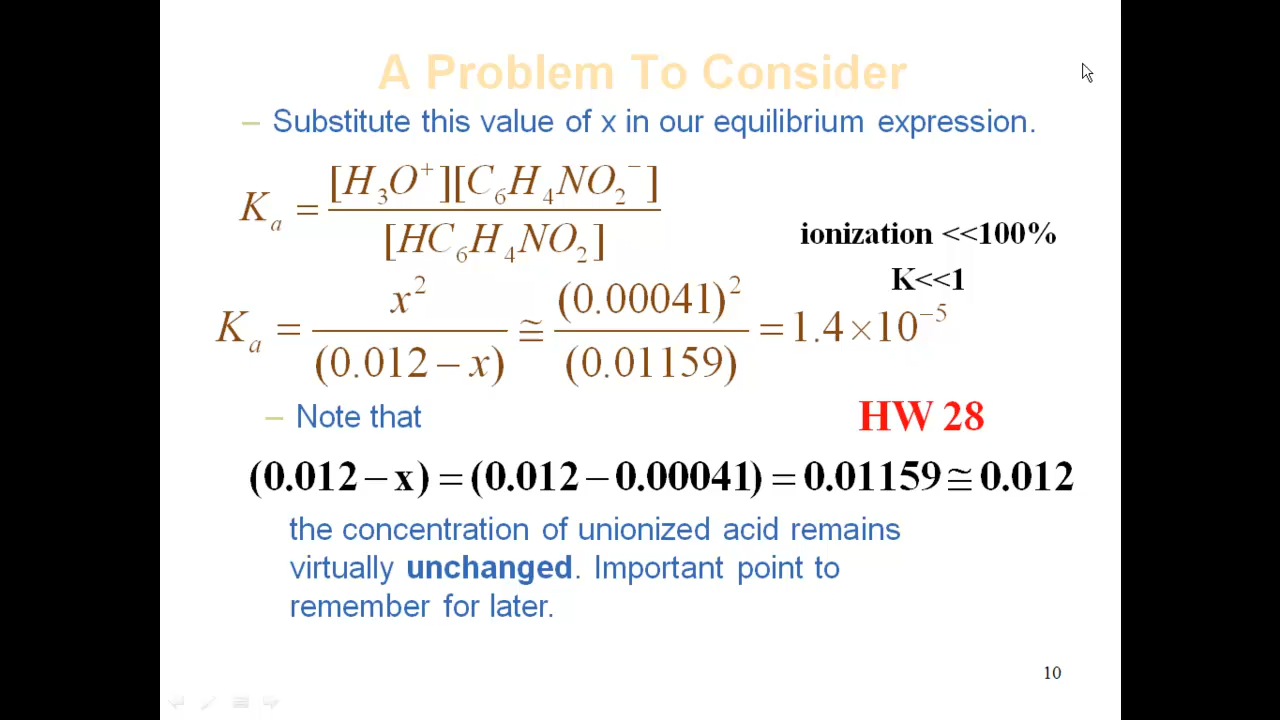 A Problem To Consider
– Substitute this value of x in our equilibrium expression.
Kₐ = [H₃O⁺][C₆H₄NO₂⁻] / [HC₆H₄NO₂]
ionization <<100%
K<<1
Kₐ = x² / (0.012 − x) ≅ (0.00041)² / (0.01159) = 1.4 × 10⁻⁵
– Note that
HW 28
(0.012 − x) = (0.012 − 0.00041) = 0.01159 ≅ 0.012
the concentration of unionized acid remains
virtually unchanged. Important point to
remember for later.
10